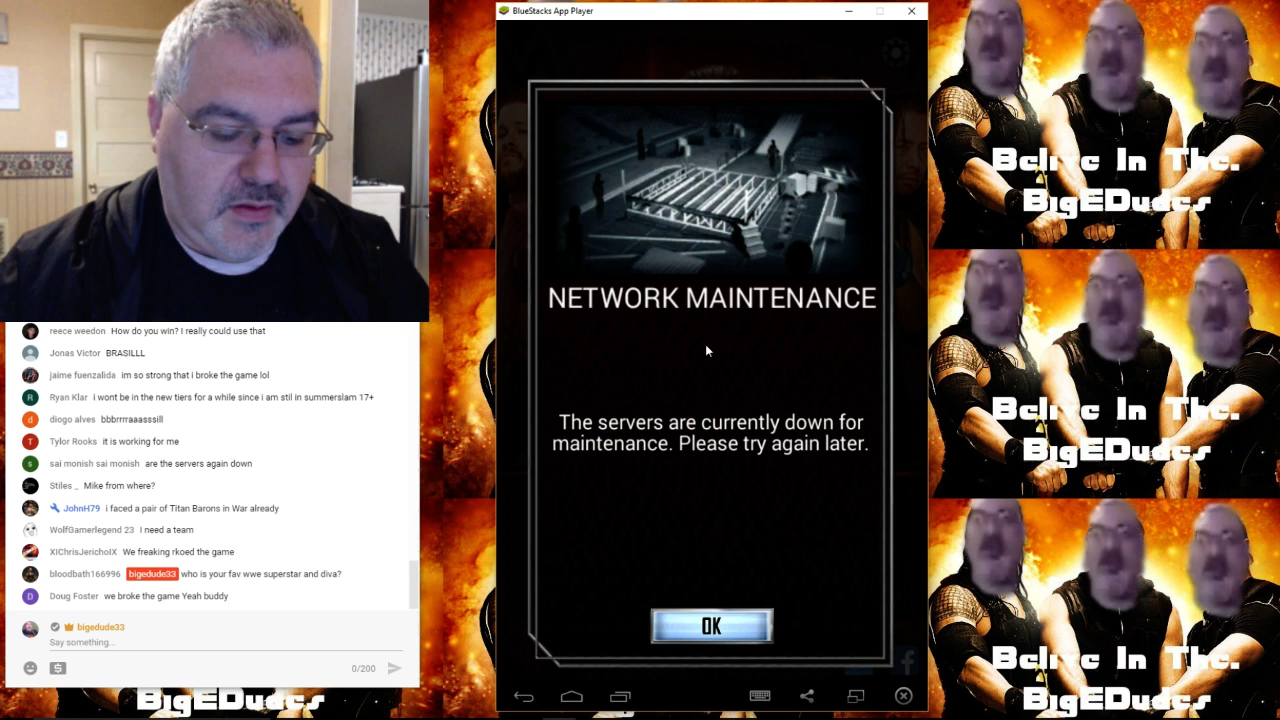 BlueStacks App Player
NETWORK MAINTENANCE
The servers are currently down for
maintenance. Please try again later.
OK
reece weedon How do you win? I really could use that
Jonas Victor BRASILLL
jaime fuenzalida im so strong that i broke the game lol
R Ryan Klar i wont be in the new tiers for a while since i am stil in summerslam 17+
d diogo alves bbbrrrraaasssill
T Tylor Rooks it is working for me
s sai monish sai monish are the servers again down
Stiles _ Mike from where?
JohnH79 i faced a pair of Titan Barons in War already
WolfGamerlegend 23 I need a team
XIChrisJerichoIX We freaking rkoed the game
bloodbath166996 bigedude33 who is your fav wwe superstar and diva?
D Doug Foster we broke the game Yeah buddy
bigedude33
Say something...
0/200
BigEDudes
Belive In The.
BigEDudes
Belive In The.
BigEDudes
Belive In The.
BigEDudes